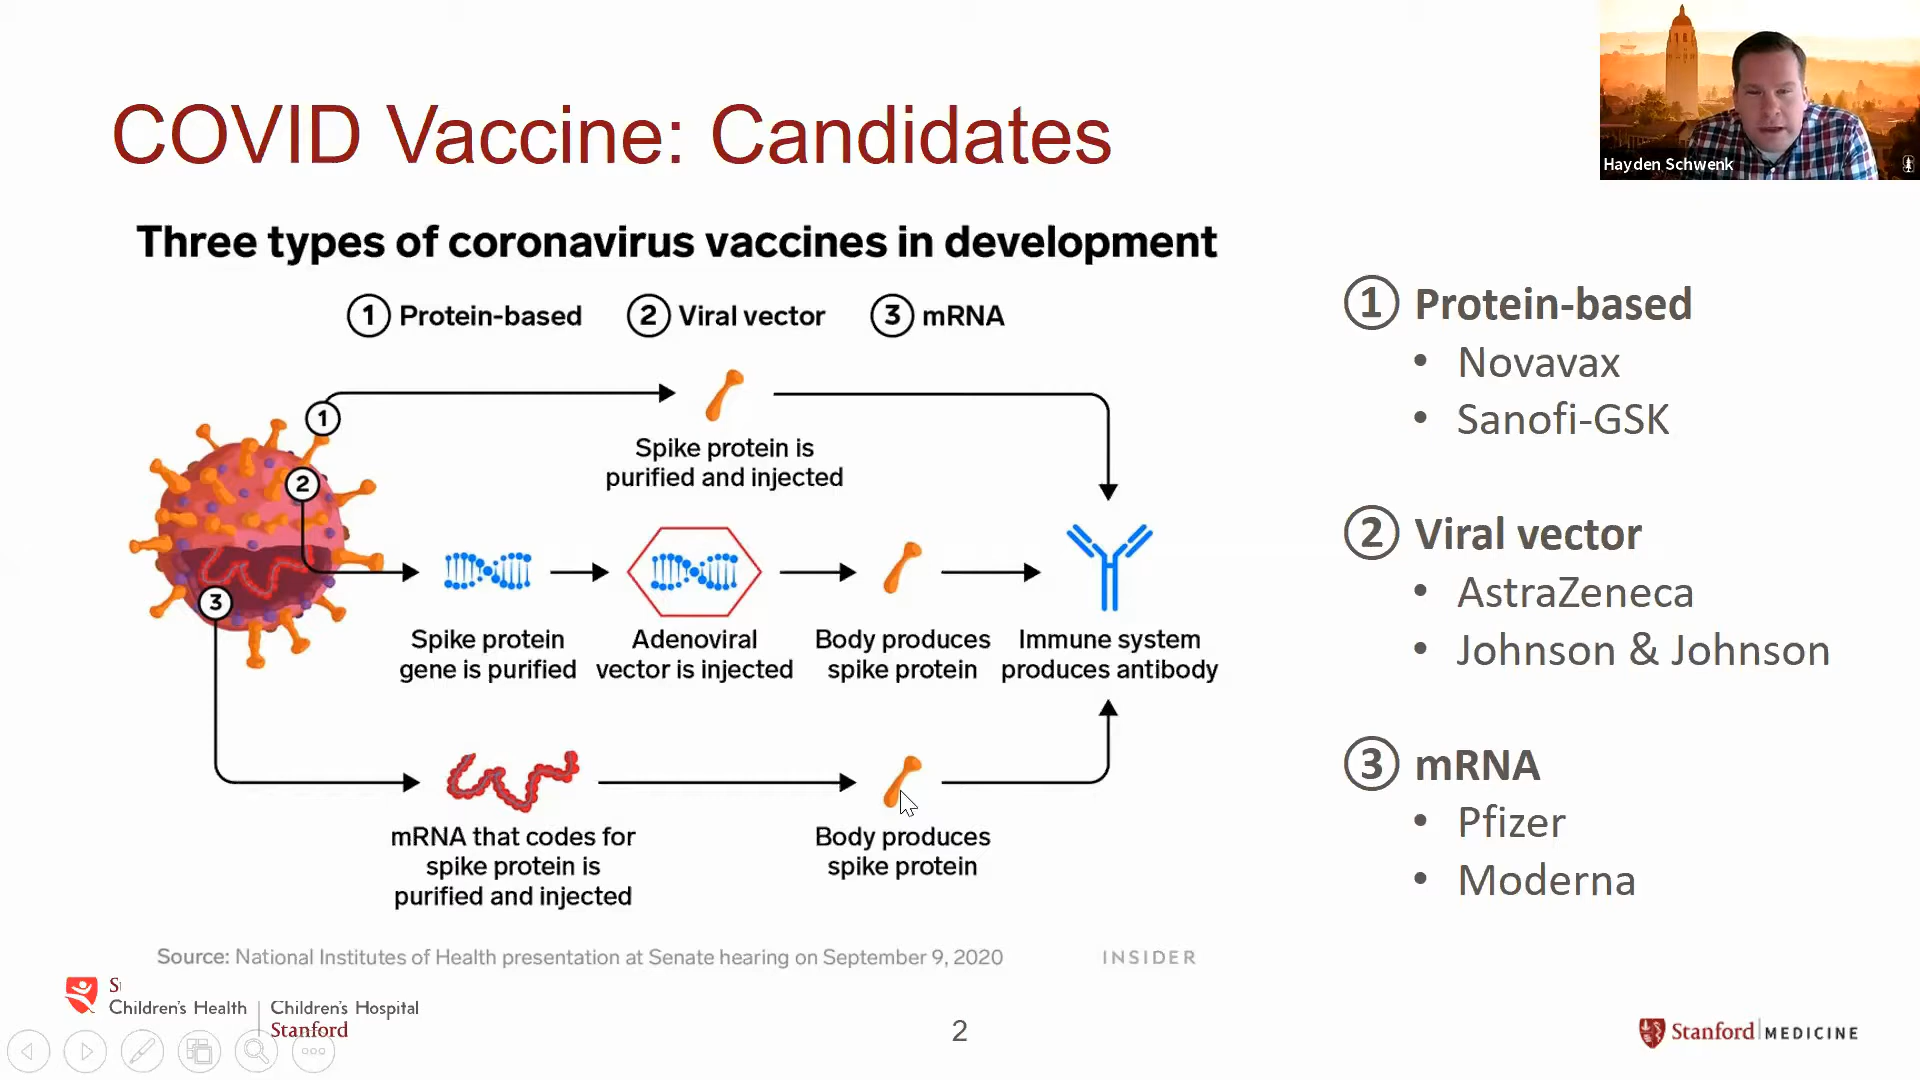 COVID Vaccine: Candidates
Hayden Schwenk
Three types of coronavirus vaccines in development
1 Protein-based 2 Viral vector 3 mRNA
1
Spike protein is
purified and injected
2
3
Spike protein
gene is purified
Adenoviral
vector is injected
Body produces
spike protein
Immune system
produces antibody
mRNA that codes for
spike protein is
purified and injected
Body produces
spike protein
Source: National Institutes of Health presentation at Senate hearing on September 9, 2020
INSIDER
1 Protein-based
• Novavax
• Sanofi-GSK
2 Viral vector
• AstraZeneca
• Johnson & Johnson
3 mRNA
• Pfizer
• Moderna
Children's Health
Children's Hospital
Stanford
2
Stanford MEDICINE